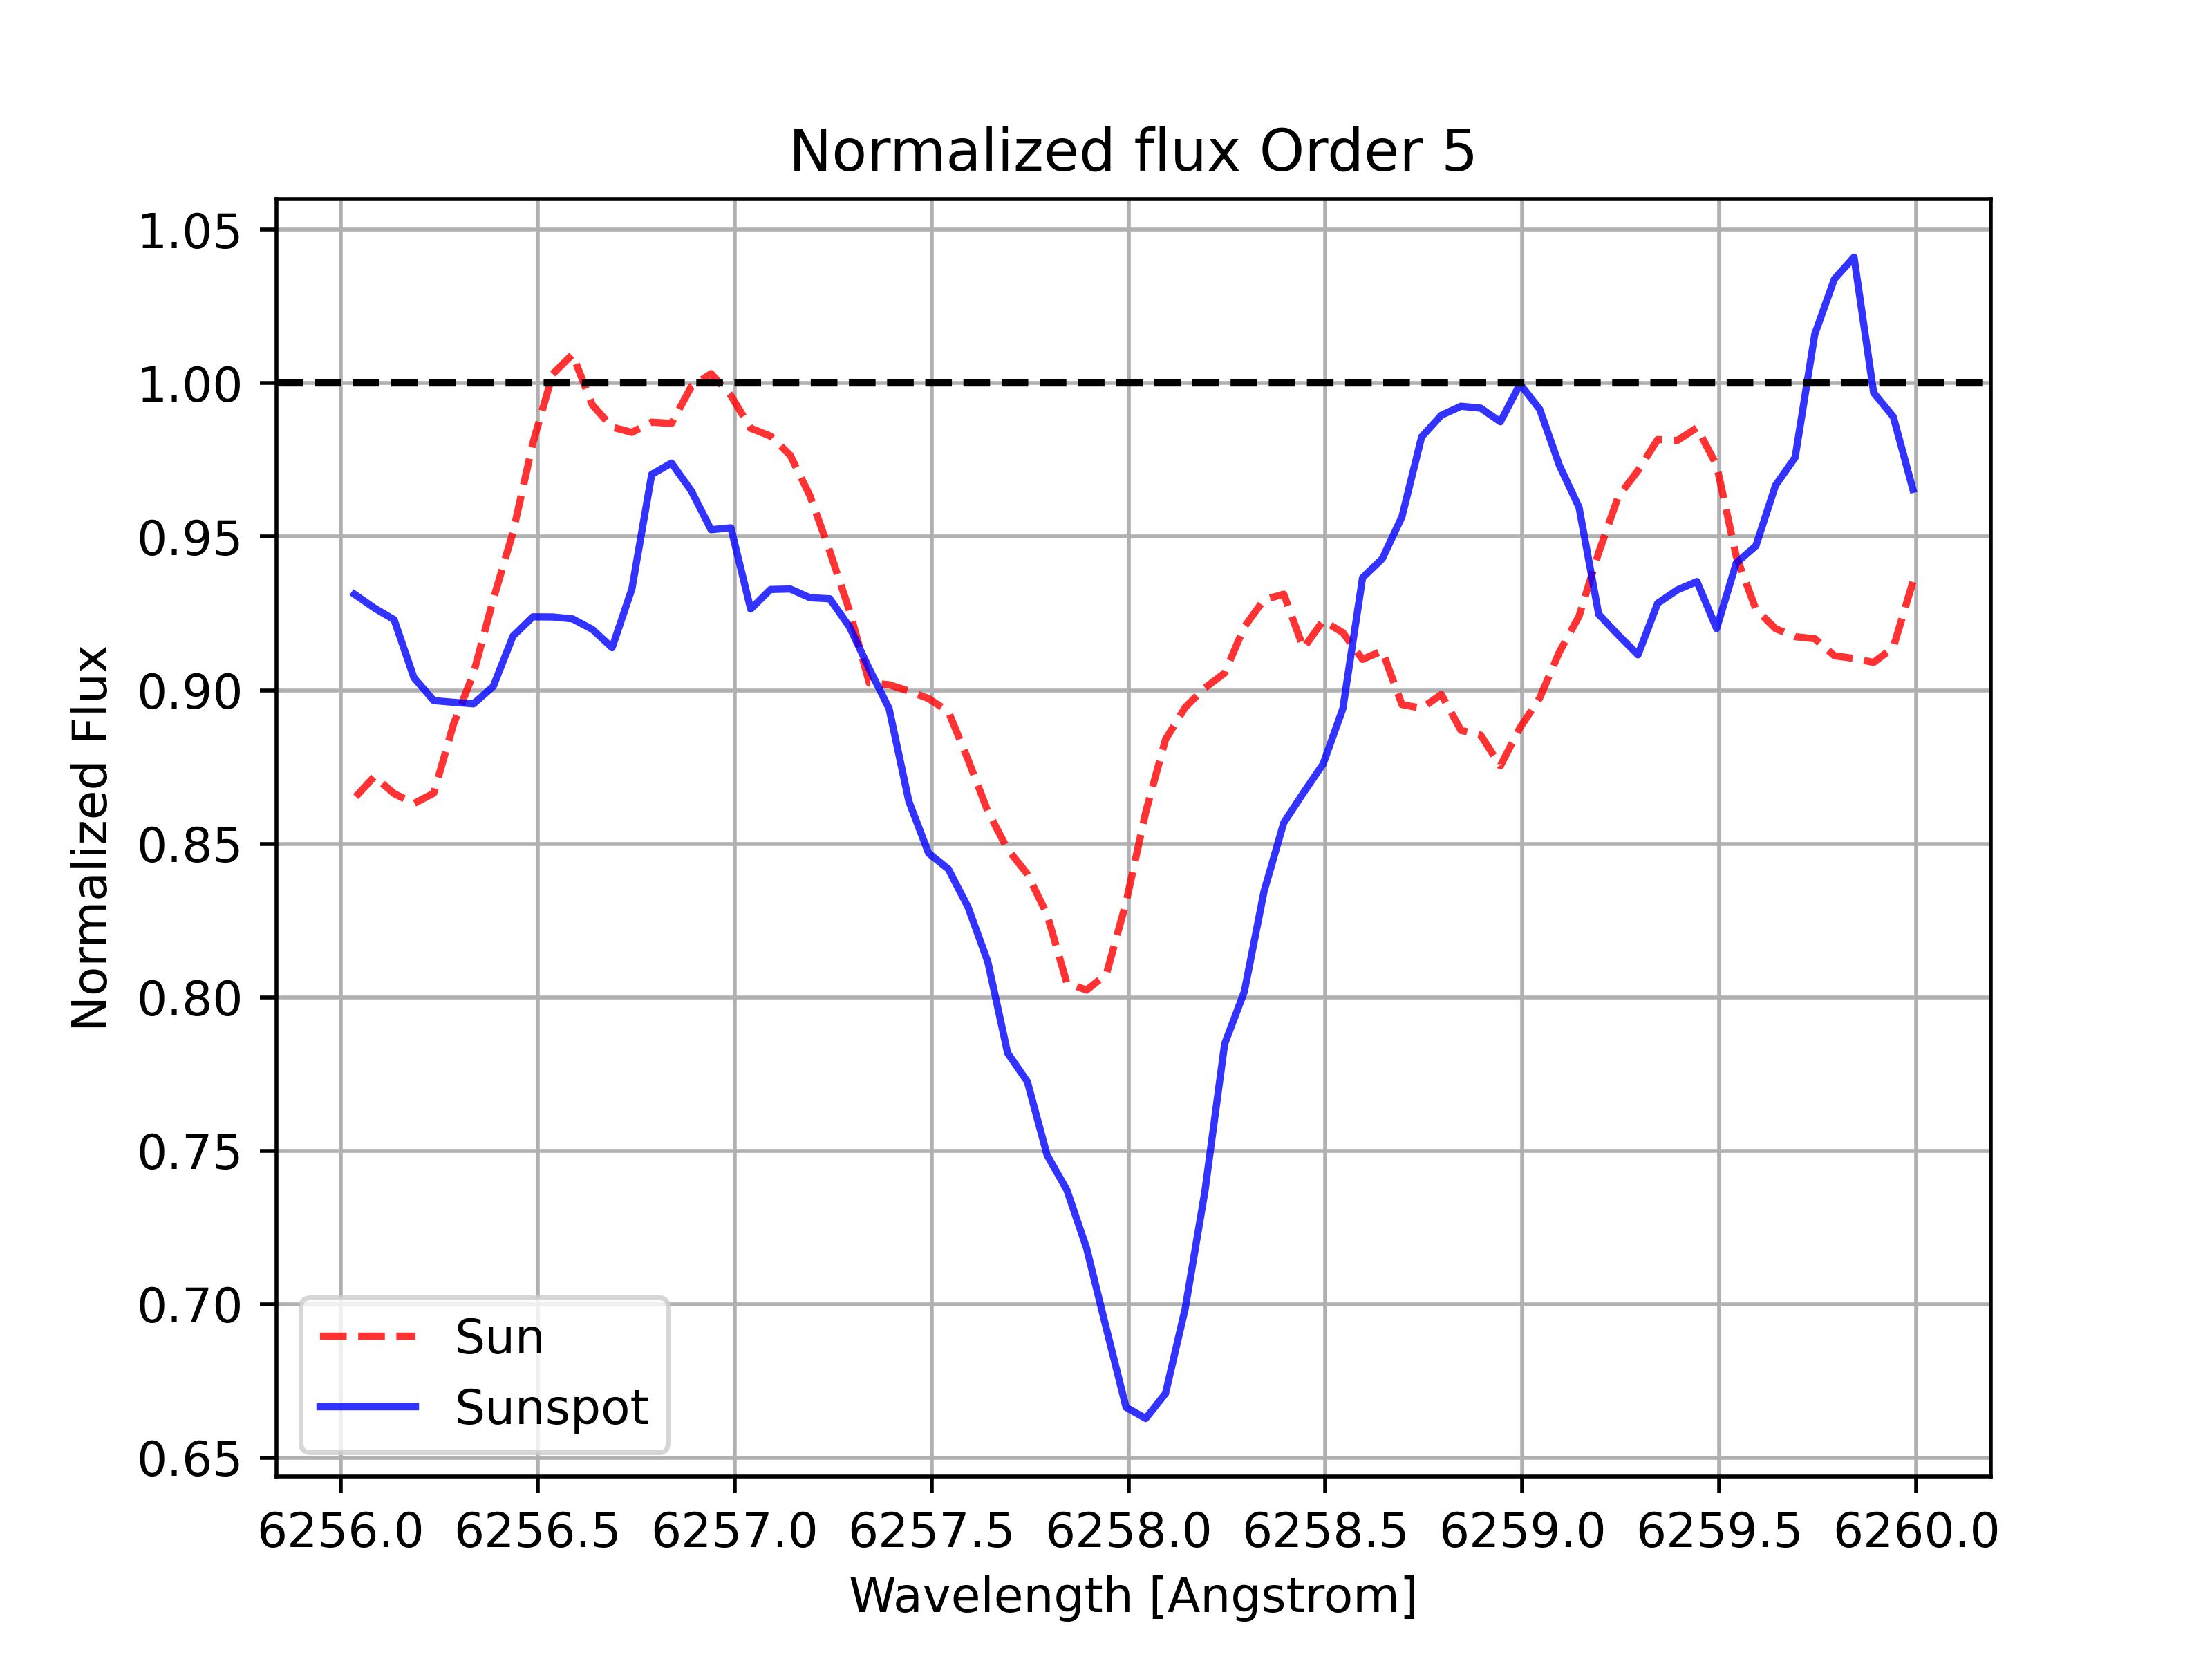 Normalized flux Order 5
1.05
1.00
0.95
0.90
0.85
0.80
0.75
0.70
0.65
Normalized Flux
Sun
Sunspot
6256.0 6256.5 6257.0 6257.5 6258.0 6258.5 6259.0 6259.5 6260.0
Wavelength [Angstrom]